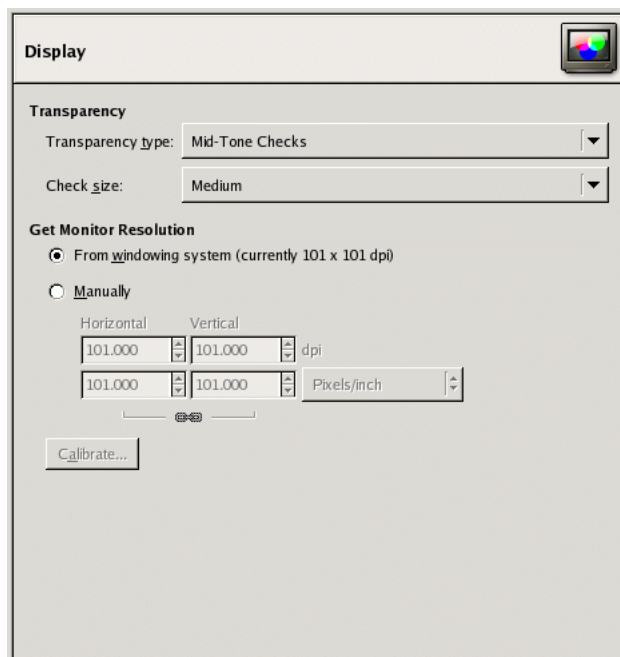 Display
Transparency
Transparency type: Mid-Tone Checks
Check size: Medium
Get Monitor Resolution
From windowing system (currently 101 x 101 dpi)
Manually
Horizontal Vertical
101.000 101.000 dpi
101.000 101.000 Pixels/inch
Calibrate...